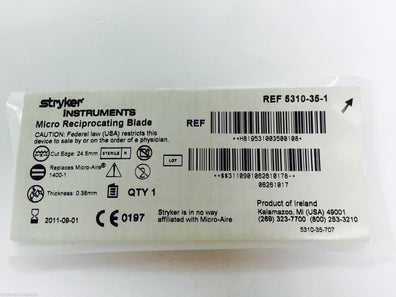 stryker
INSTRUMENTS
REF 5310-35-1
Micro Reciprocating Blade
REF
CAUTION: Federal law (USA) restricts this
device to sale by or on the order of a physician.
Cut Edge: 24.5mm
STERILE R
LOT
Replaces Micro-Aire®
1400-1
Thickness: 0.38mm
QTY 1
06261017
2011-09-01
CE 0197
Stryker is in no way
affiliated with Micro-Aire
Product of Ireland
Kalamazoo, MI (USA) 49001
(269) 323-7700 (800) 253-3210
5310-35-707